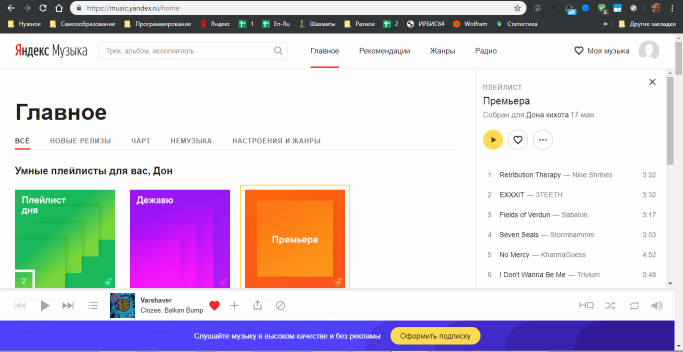 https://music.yandex.ru/home
Нужное
Самообразование
Программирование
Яндекс
1
En-Ru
Шахматы
Разное
2
ИРБИС64
Wolfram
Статистика
»
Другие закладки
Яндекс Музыка
Трек, альбом, исполнитель
Главное
Рекомендации
Жанры
Радио
Моя музыка
Главное
ВСЁ
НОВЫЕ РЕЛИЗЫ
ЧАРТ
НЕМУЗЫКА
НАСТРОЕНИЯ И ЖАНРЫ
Умные плейлисты для вас, Дон
Плейлист
дня
2
Дежавю
Премьера
ПЛЕЙЛИСТ
Премьера
Собран для Дона кихота 17 мая
1 Retribution Therapy — Nine Shrines 3:32
2 EXXXIT — 3TEETH 3:32
3 Fields of Verdun — Sabaton 3:17
4 Seven Seals — Stormhammer 3:53
5 No Mercy — KharmaGuess 4:52
6 I Don't Wanna Be Me — Trivium 3:48
Varshaver
Clozee, Balkan Bump
HQ
Слушайте музыку в высоком качестве и без рекламы
Оформить подписку